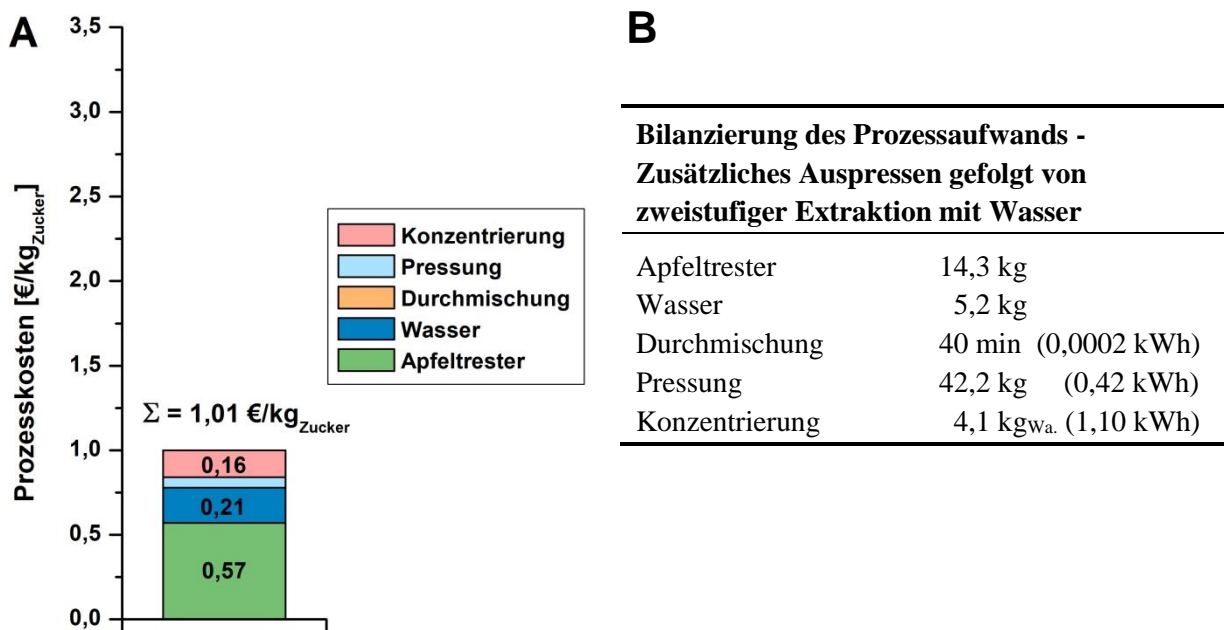 A
3,5
3,0
2,5
2,0
1,5
1,0
0,5
0,0
Prozesskosten [€/kgZucker]
Konzentrierung
Pressung
Durchmischung
Wasser
Apfeltrester
Σ = 1,01 €/kgZucker
0,16
0,21
0,57
B
Bilanzierung des Prozessaufwands -
Zusätzliches Auspressen gefolgt von
zweistufiger Extraktion mit Wasser
Apfeltrester 14,3 kg
Wasser 5,2 kg
Durchmischung 40 min (0,0002 kWh)
Pressung 42,2 kg (0,42 kWh)
Konzentrierung 4,1 kgWa. (1,10 kWh)